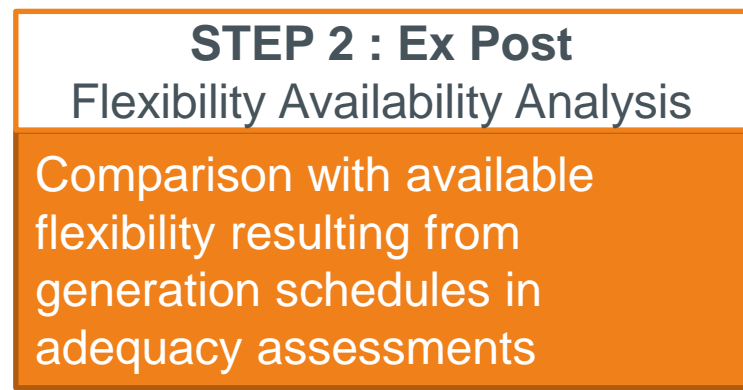 STEP 2 : Ex Post
Flexibility Availability Analysis
Comparison with available
flexibility resulting from
generation schedules in
adequacy assessments